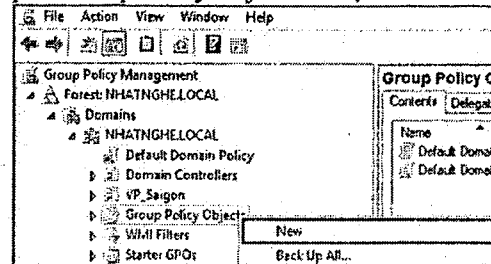 File Action View Window Help
Group Policy Management
Forest: NHATNGHE.LOCAL
Domains
NHATNGHE.LOCAL
Default Domain Policy
Domain Controllers
VP_Saigon
Group Policy Objects
WMI Filters
Starter GPOs
New
Back Up All...
Group Policy O
Contents Delegat
Name
Default Domai
Default Domai